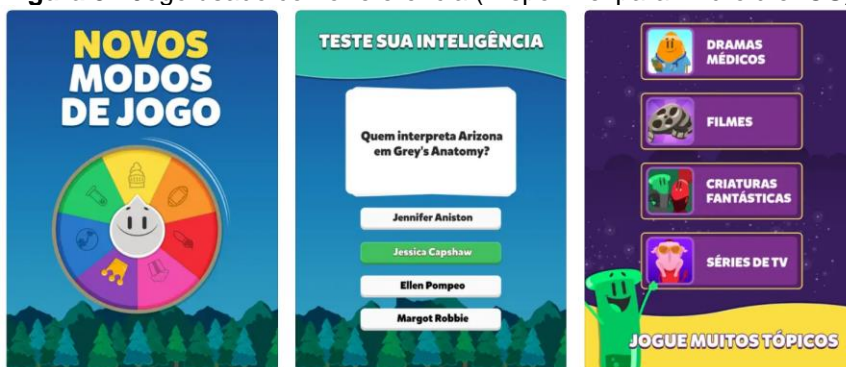 NOVOS
MODOS
DE JOGO
TESTE SUA INTELIGÊNCIA
Quem interpreta Arizona
em Grey's Anatomy?
Jennifer Aniston
Jessica Capshaw
Ellen Pompeo
Margot Robbie
DRAMAS
MÉDICOS
FILMES
CRIATURAS
FANTÁSTICAS
SÉRIES DE TV
JOGUE MUITOS TÓPICOS